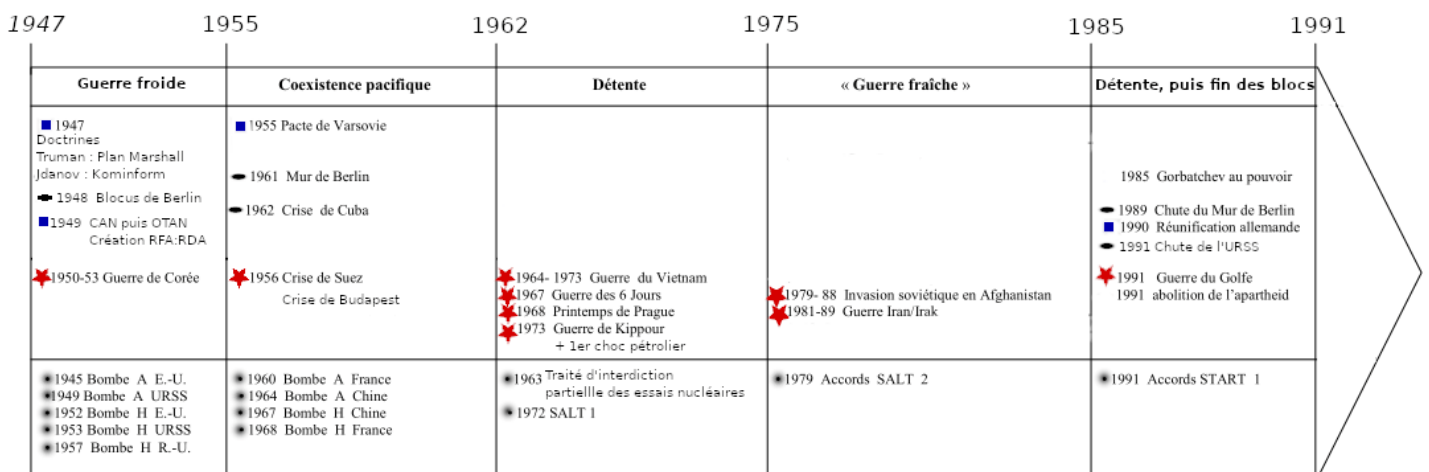 1947 1955 1962 1975 1985 1991
Guerre froide
Coexistence pacifique
Détente
« Guerre fraîche »
Détente, puis fin des blocs
1947
Doctrines
Truman : Plan Marshall
Jdanov : Kominform
1948 Blocus de Berlin
1949 CAN puis OTAN
Création RFA:RDA
1950-53 Guerre de Corée
1955 Pacte de Varsovie
1961 Mur de Berlin
1962 Crise de Cuba
1956 Crise de Suez
Crise de Budapest
1964- 1973 Guerre du Vietnam
1967 Guerre des 6 Jours
1968 Printemps de Prague
1973 Guerre de Kippour
+ 1er choc pétrolier
1979- 88 Invasion soviétique en Afghanistan
1981-89 Guerre Iran/Irak
1985 Gorbatchev au pouvoir
1989 Chute du Mur de Berlin
1990 Réunification allemande
1991 Chute de l'URSS
1991 Guerre du Golfe
1991 abolition de l'apartheid
1945 Bombe A E.-U.
1949 Bombe A URSS
1952 Bombe H E.-U.
1953 Bombe H URSS
1957 Bombe H R.-U.
1960 Bombe A France
1964 Bombe A Chine
1967 Bombe H Chine
1968 Bombe H France
1963 Traité d'interdiction
partiellle des essais nucléaires
1972 SALT 1
1979 Accords SALT 2
1991 Accords START 1